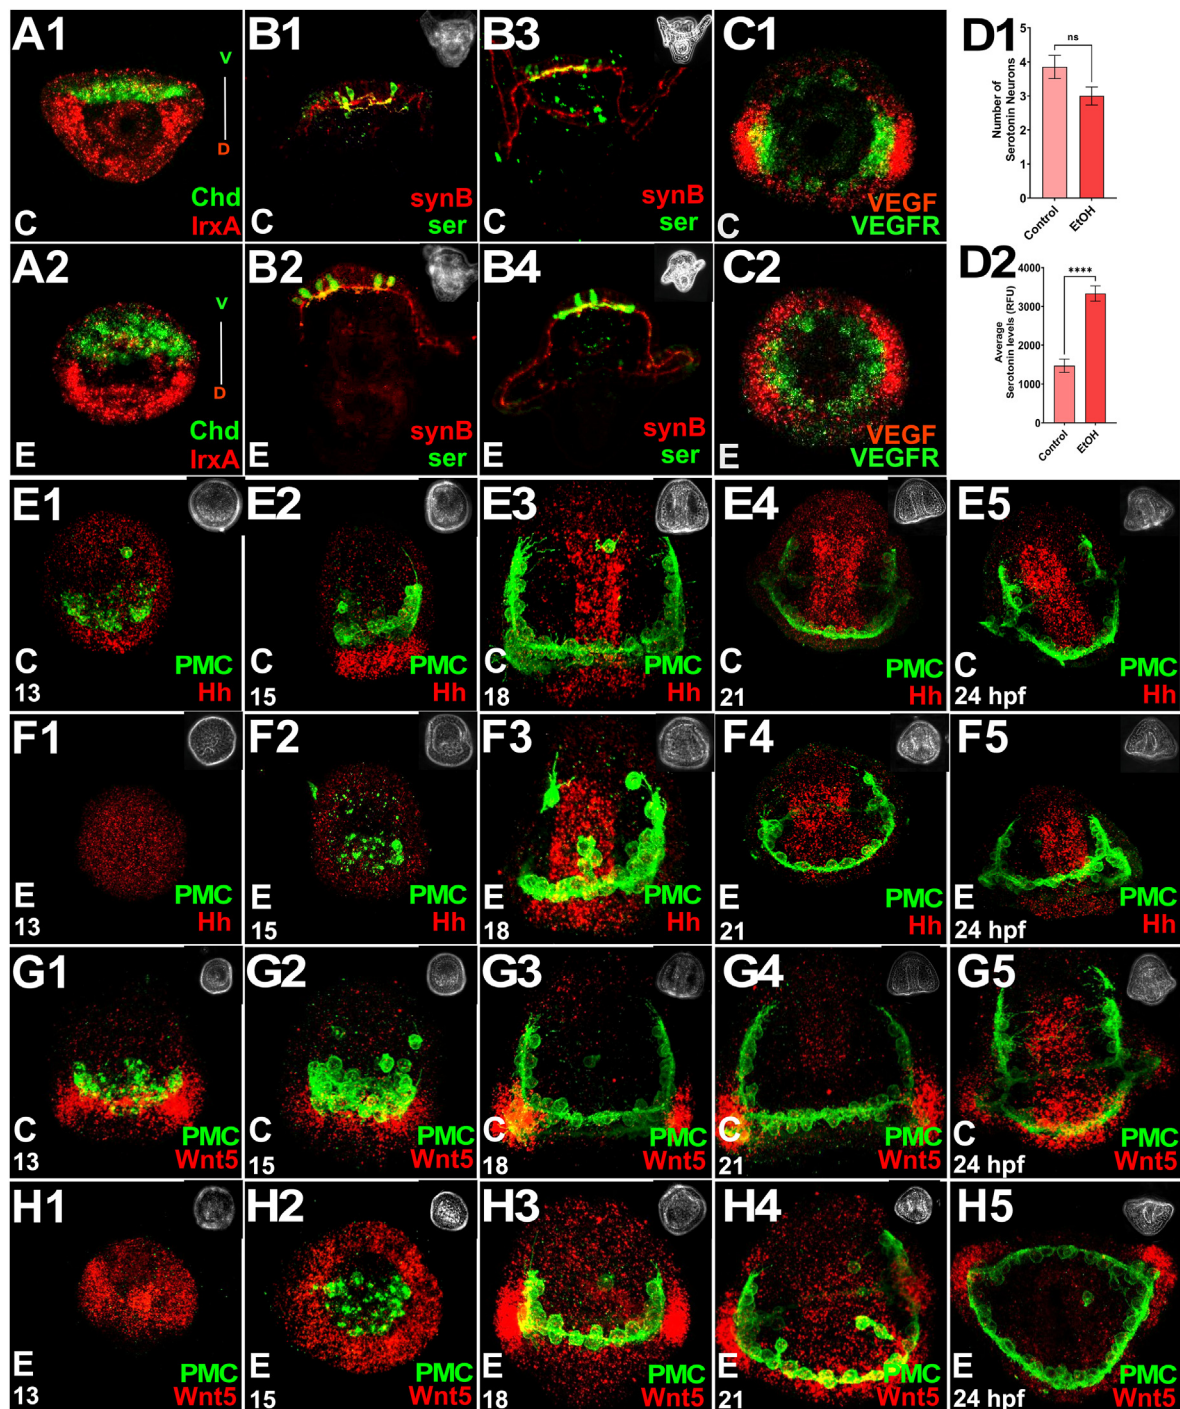 A1
V
D
Chd
IrxA
C
B1
synB
ser
C
B3
synB
ser
C
C1
VEGF
VEGFR
C
D1
Number of
Serotonin Neurons
5
4
3
2
1
0
ns
Control
EtOH
A2
V
D
Chd
IrxA
E
B2
synB
ser
E
B4
synB
ser
E
C2
VEGF
VEGFR
E
D2
Average
Serotonin levels (RFU)
4000
3000
2000
1000
0
****
Control
EtOH
E1
C
PMC
13
Hh
E2
C
PMC
15
Hh
E3
C
PMC
18
Hh
E4
C
PMC
21
Hh
E5
C
PMC
24 hpf
Hh
F1
E
PMC
13
Hh
F2
E
PMC
15
Hh
F3
E
PMC
18
Hh
F4
E
PMC
21
Hh
F5
E
PMC
24 hpf
Hh
G1
C
PMC
13
Wnt5
G2
C
PMC
15
Wnt5
G3
C
PMC
18
Wnt5
G4
C
PMC
21
Wnt5
G5
C
PMC
24 hpf
Wnt5
H1
E
PMC
13
Wnt5
H2
E
PMC
15
Wnt5
H3
E
PMC
18
Wnt5
H4
E
PMC
21
Wnt5
H5
E
PMC
24 hpf
Wnt5